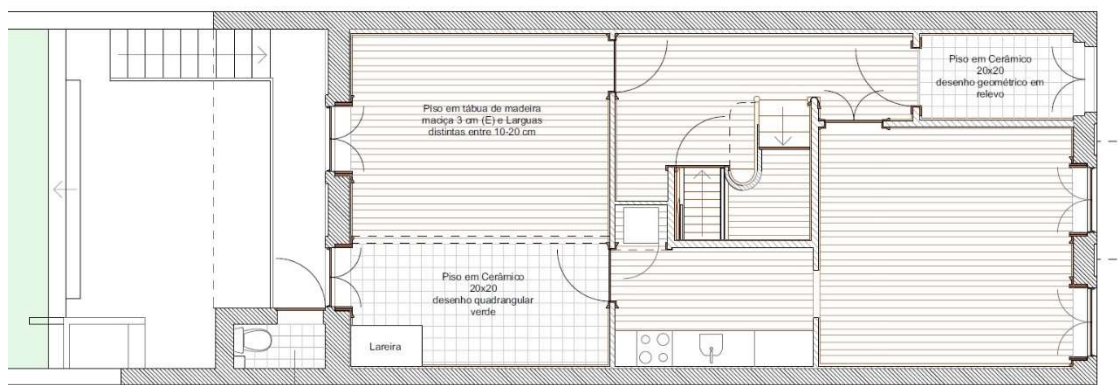 Piso em tábua de madeira
maciça 3 cm (E) e Larguas
distintas entre 10-20 cm
Piso em Cerâmico
20x20
desenho geométrico em
relevo
Piso em Cerâmico
20x20
desenho quadrangular
verde
Lareira